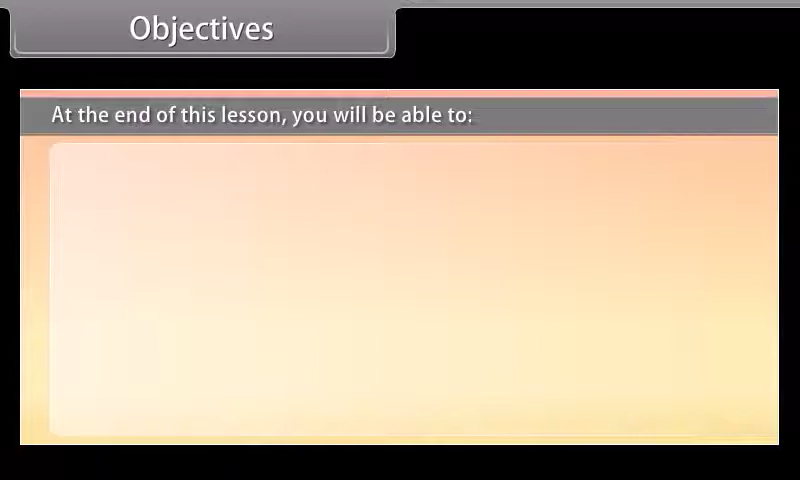 Objectives
At the end of this lesson, you will be able to: